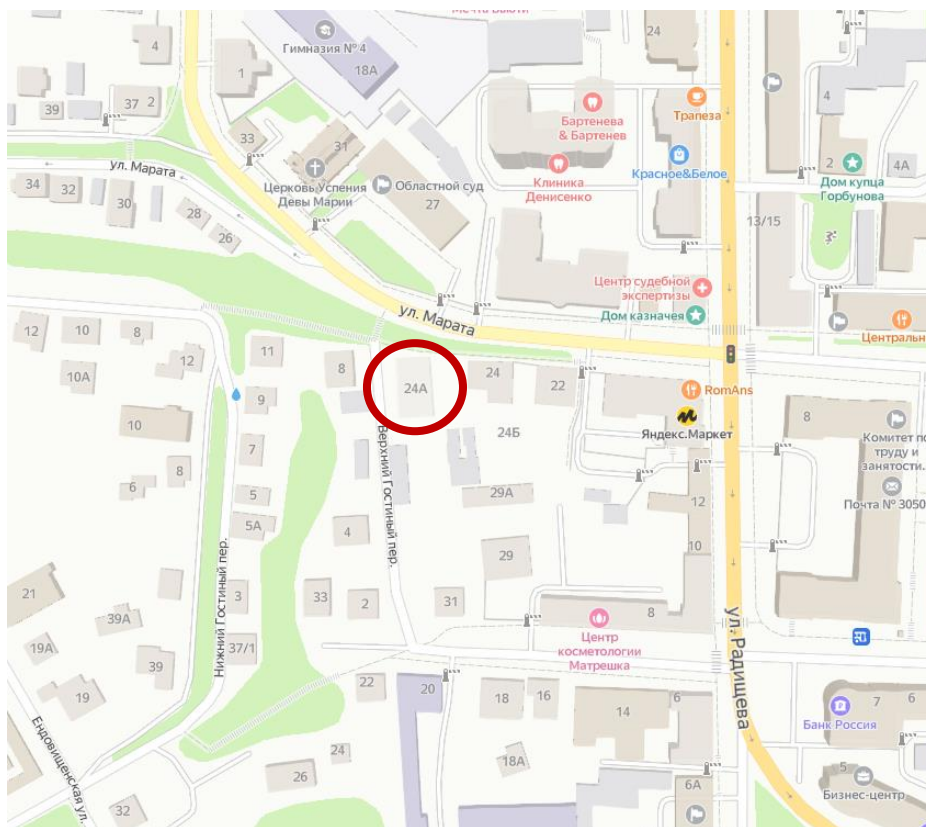 24
4
Гимназия № 4
18А
1
39
37
2
33
31
ул. Марата
34
32
30
28
26
Церковь Успения
Девы Марии
Областной суд
27
Бартенева
& Бартенев
Клиника
Денисенко
Трапеза
Красное&Белое
4
2
4А
Дом купца
Горбунова
13/15
Центр судебной
экспертизы
Дом казначея
ул. Марата
Центральн
12
10
8
12
11
8
24А
24
22
RomAns
10А
9
Яндекс.Маркет
8
10
7
24Б
Комитет по
труду и
занятости.
8
6
5
29А
Почта № 3050
12
5А
4
10
Верхний Гостиный пер.
29
21
3
33
2
31
8
39А
Нижний Гостиный пер.
19А
39
37/1
Центр
косметологии
Матрешка
ул. Радищева
19
22
20
18
16
14
6
7
6
Банк Россия
Ендовищенская ул.
24
18А
26
6А
5
Бизнес-центр
32